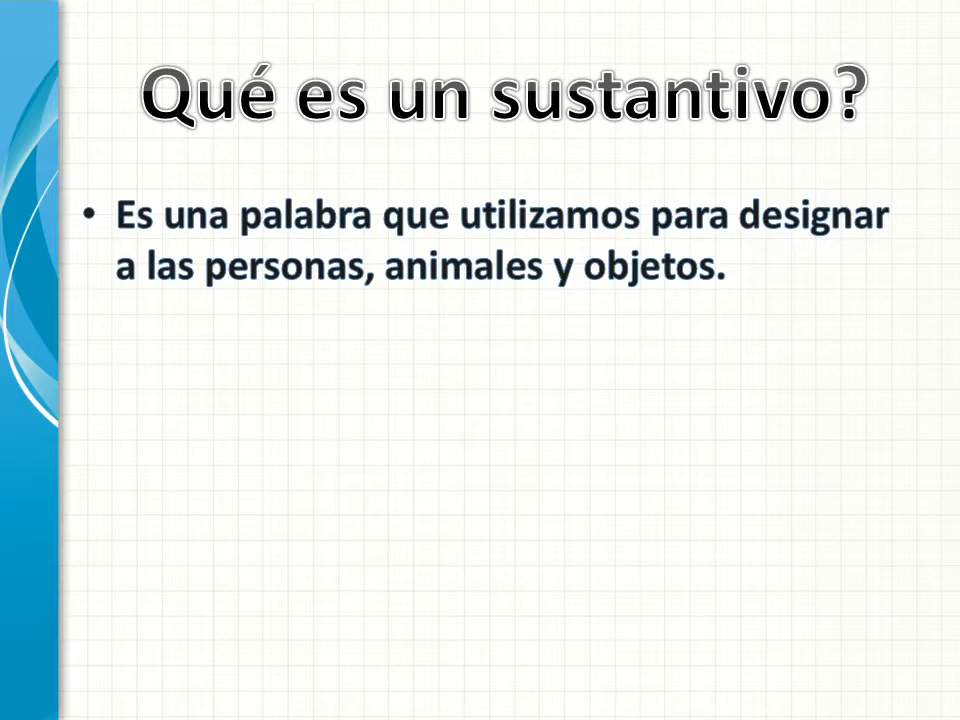 Qué es un sustantivo?
• Es una palabra que utilizamos para designar
a las personas, animales y objetos.